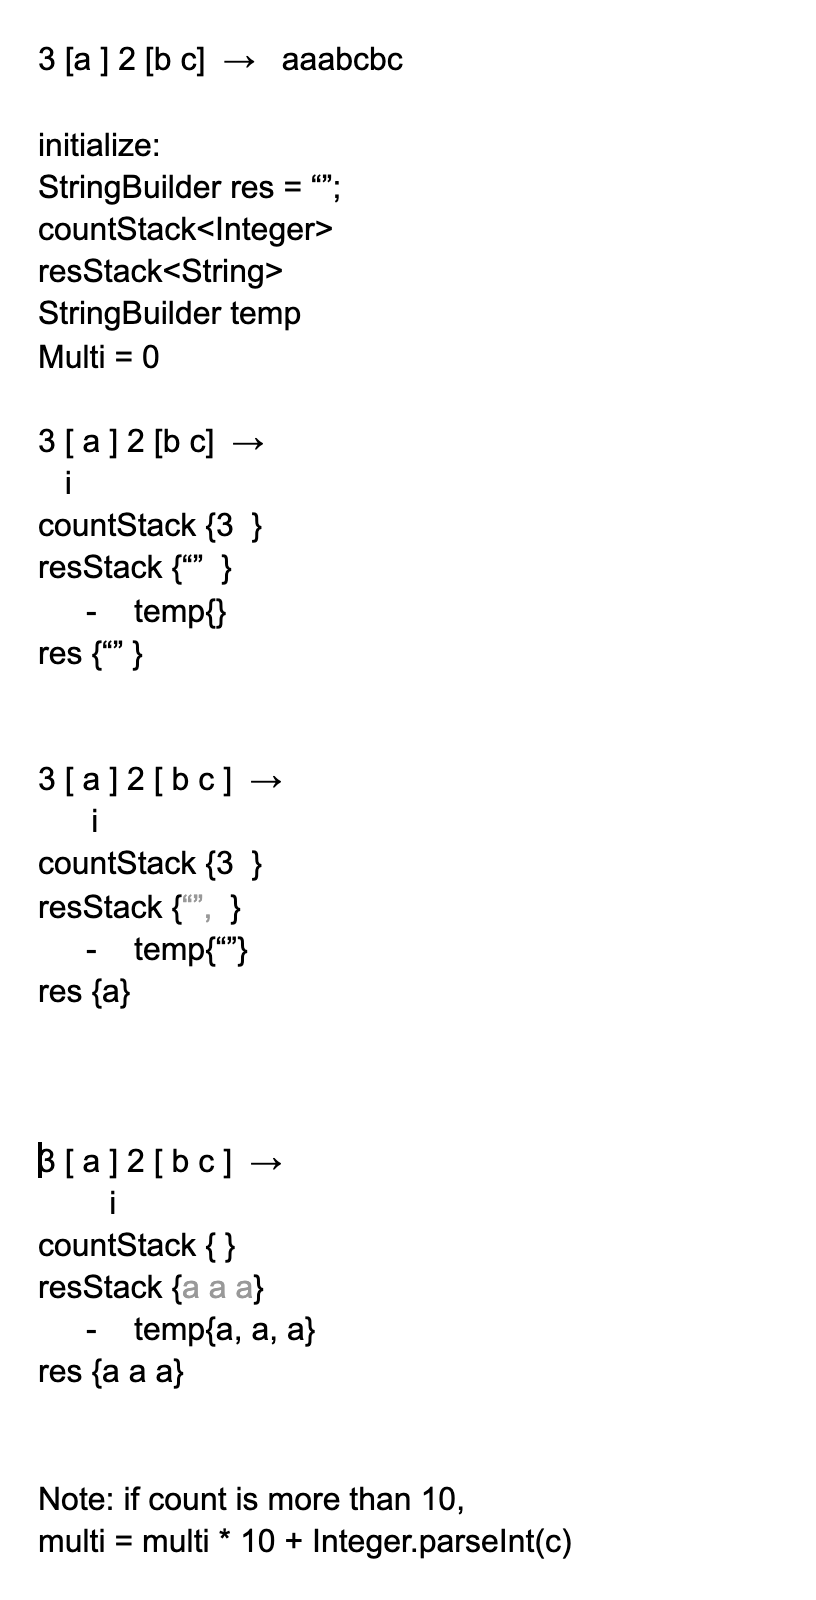 3 [a ] 2 [b c] → aaabcbc
initialize:
StringBuilder res = “”;
countStack<Integer>
resStack<String>
StringBuilder temp
Multi = 0
3 [ a ] 2 [b c] →
i
countStack {3 }
resStack {“” }
- temp{}
res {“” }
3 [ a ] 2 [ b c ] →
i
countStack {3 }
resStack {“”, }
- temp{“”}
res {a}
3 [ a ] 2 [ b c ] →
i
countStack { }
resStack {a a a}
- temp{a, a, a}
res {a a a}
Note: if count is more than 10,
multi = multi * 10 + Integer.parseInt(c)